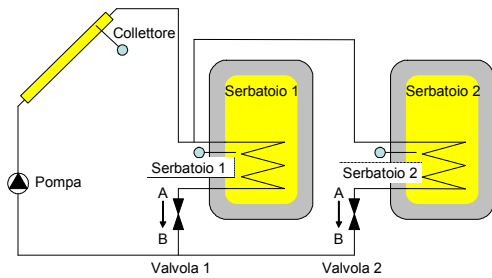 Collettore
Serbatoio 1
Serbatoio 2
Serbatoio 1
Serbatoio 2
Pompa
A
B
A
B
Valvola 1
Valvola 2